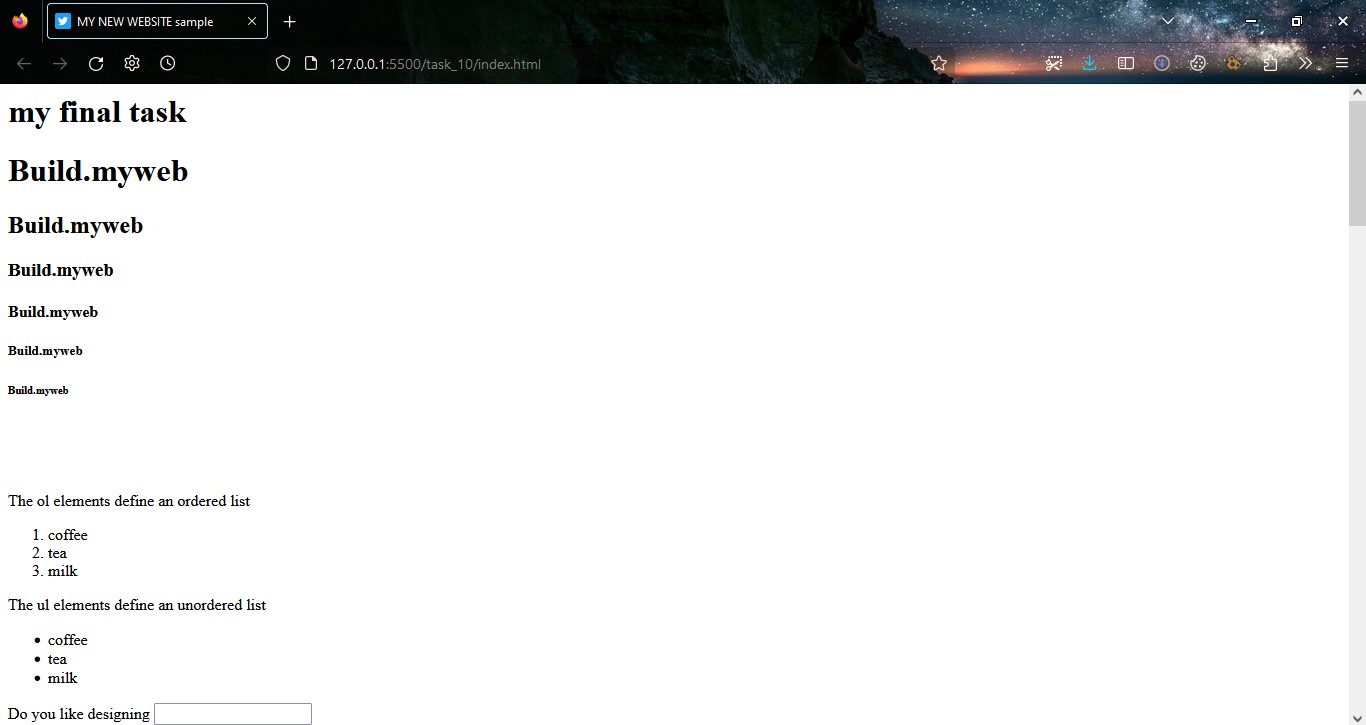 MY NEW WEBSITE sample
127.0.0.1:5500/task_10/index.html
my final task
Build.myweb
Build.myweb
Build.myweb
Build.myweb
Build.myweb
Build.myweb
The ol elements define an ordered list
1. coffee
2. tea
3. milk
The ul elements define an unordered list
• coffee
• tea
• milk
Do you like designing